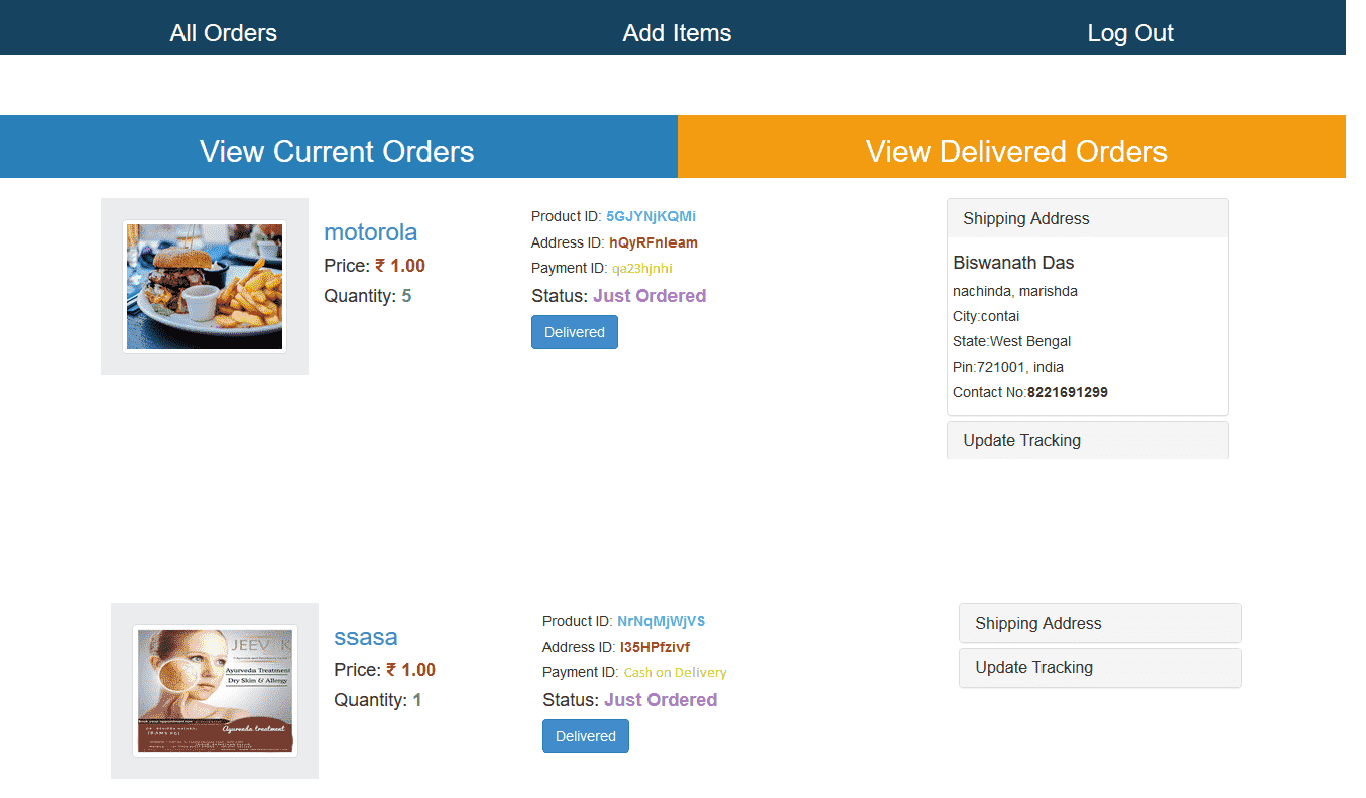 All Orders
Add Items
Log Out
View Current Orders
View Delivered Orders
motorola
Price: ₹ 1.00
Quantity: 5
Product ID: 5GJYNjKQMi
Address ID: hQyRFnleam
Payment ID: qa23hjnhi
Status: Just Ordered
Delivered
Shipping Address
Biswanath Das
nachinda, marishda
City:contai
State:West Bengal
Pin:721001, india
Contact No:8221691299
Update Tracking
Ayurveda Treatment
Dry Skin & Allergy
Ayurveda treatment
ssasa
Price: ₹ 1.00
Quantity: 1
Product ID: NrNqMjWjVS
Address ID: I35HPfzivf
Payment ID: Cash on Delivery
Status: Just Ordered
Delivered
Shipping Address
Update Tracking